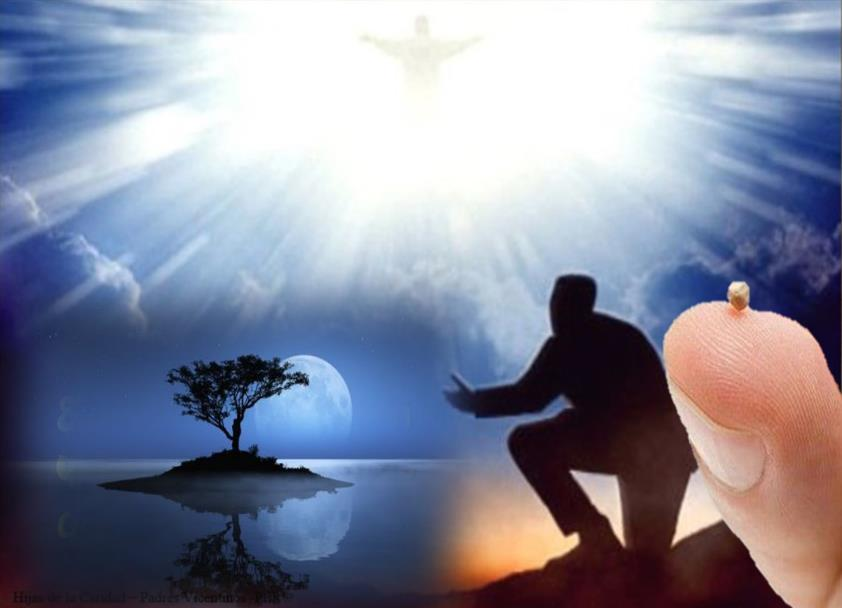 Hijas de la Caridad – Padres Vicentinos